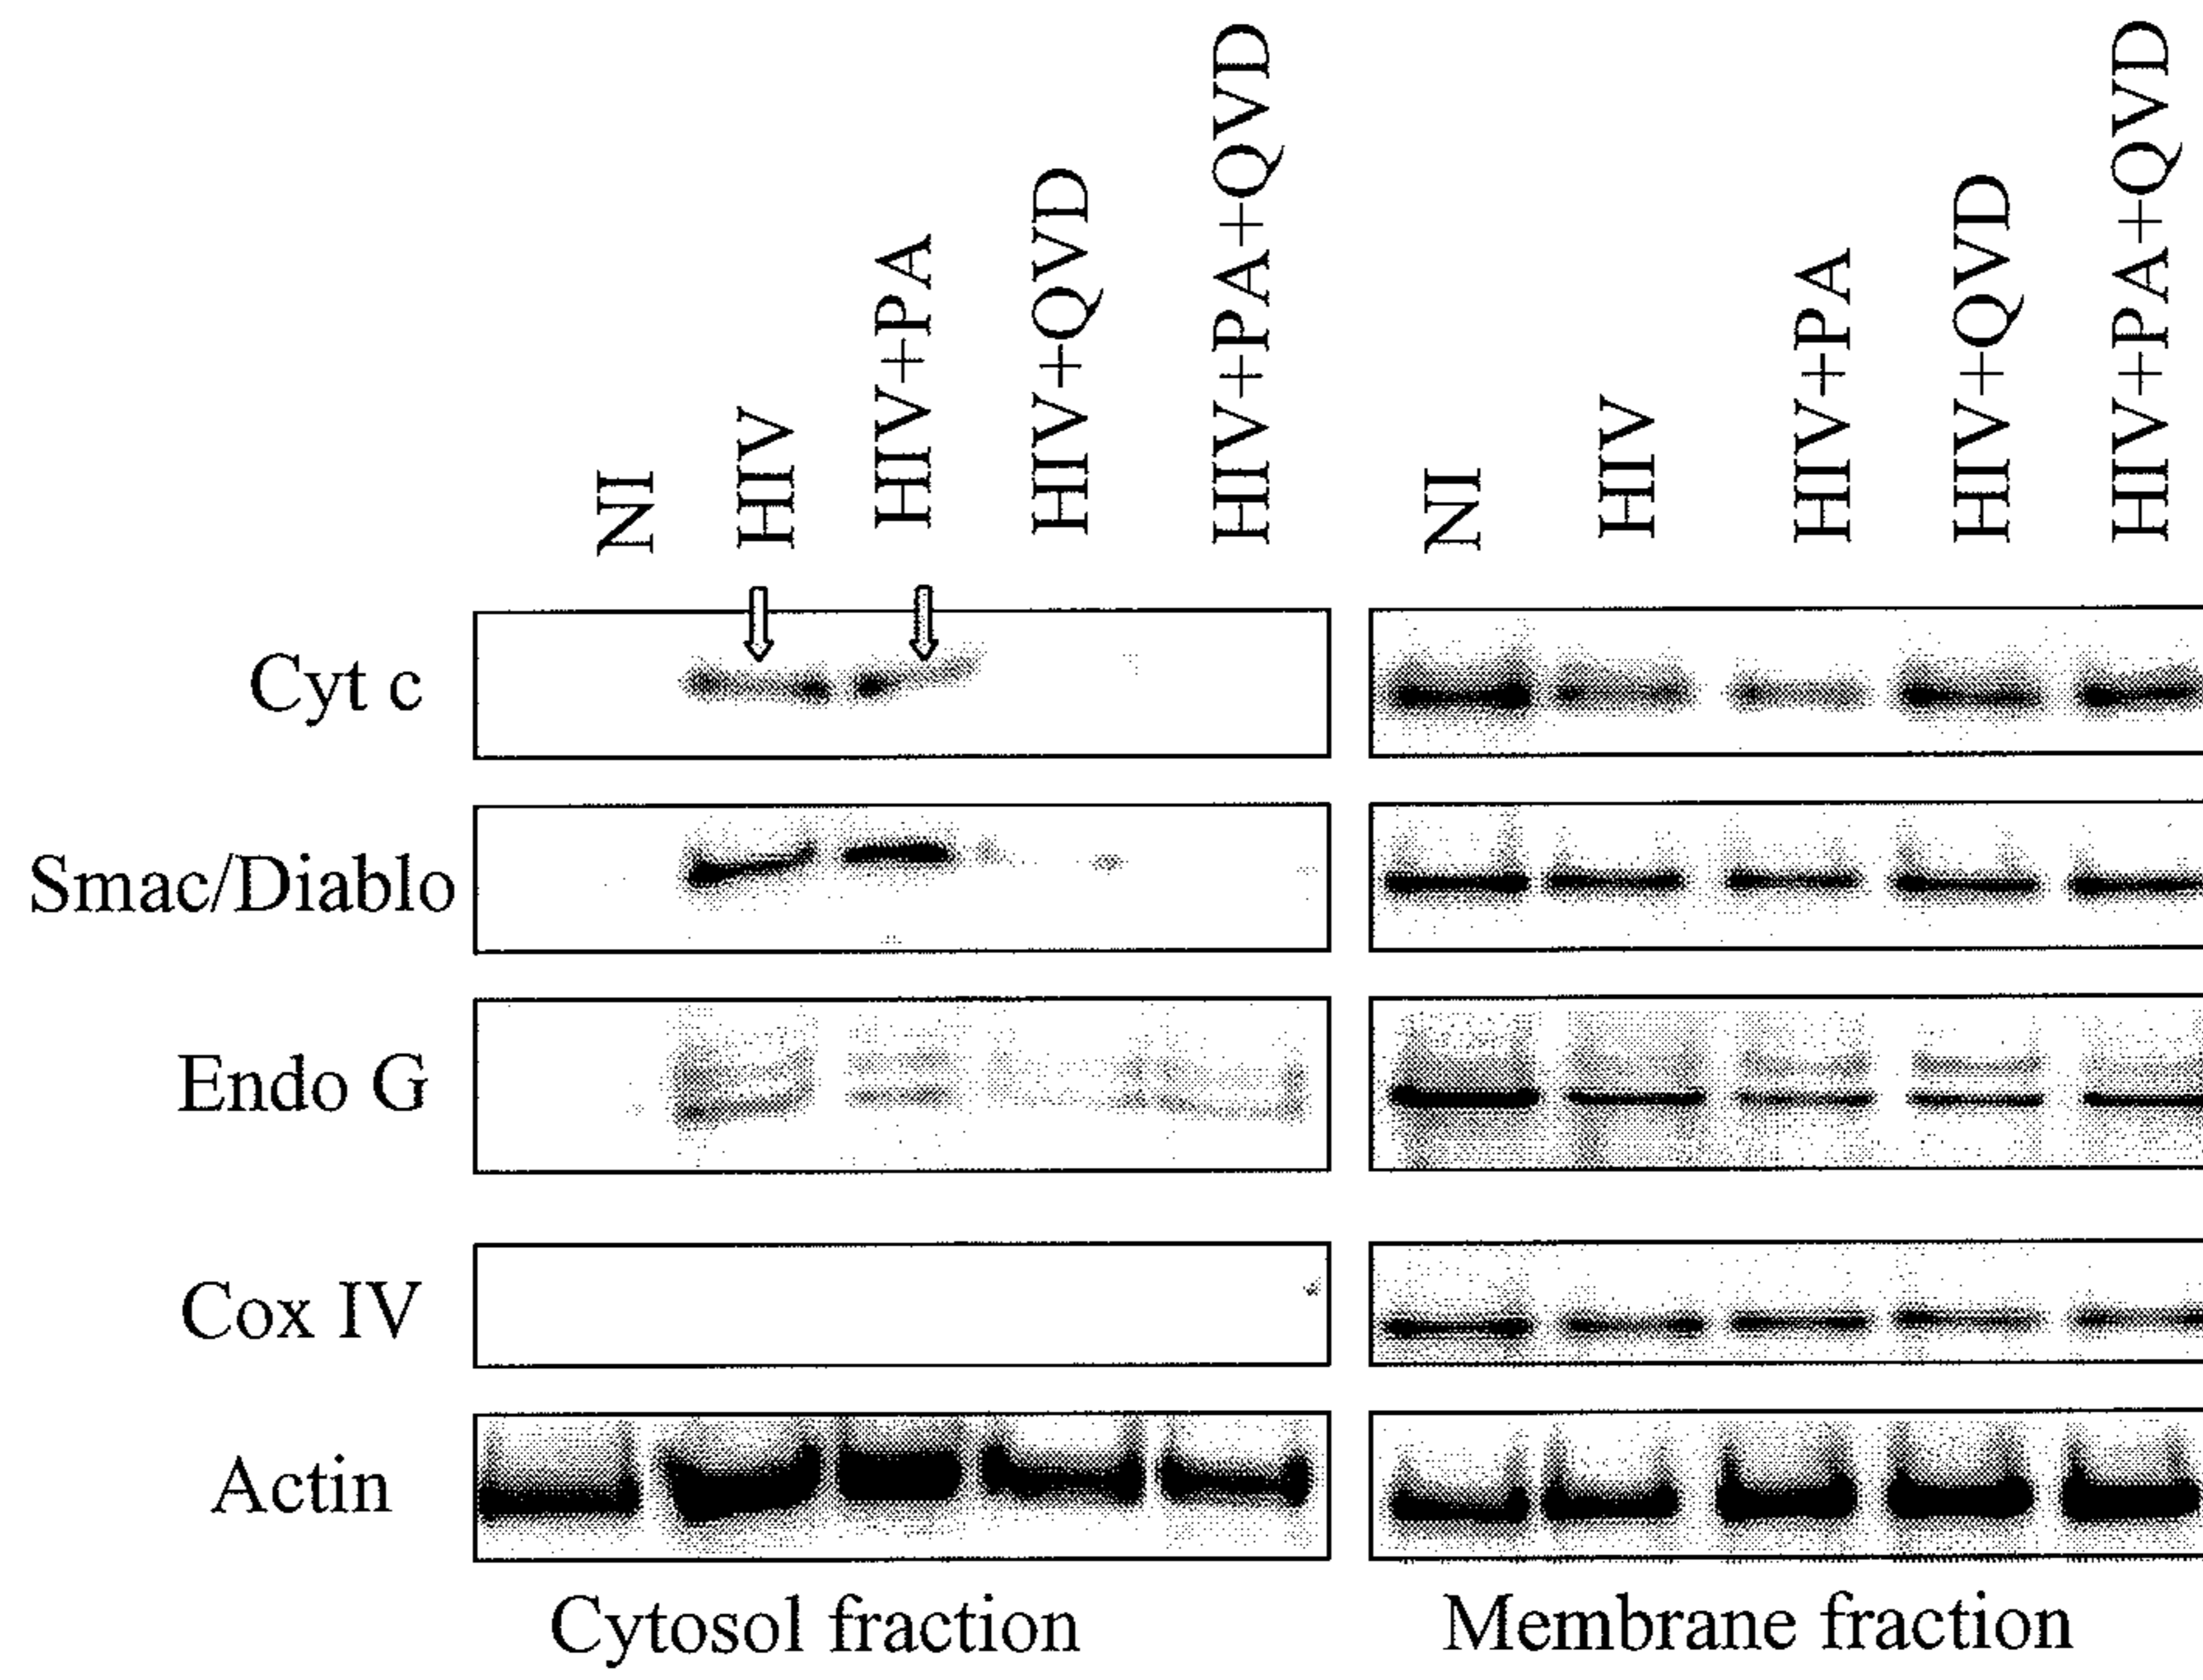 NI HIV HIV+PA HIV+QVD HIV+PA+QVD NI HIV HIV+PA HIV+QVD HIV+PA+QVD
Cyt c
Smac/Diablo
Endo G
Cox IV
Actin
Cytosol fraction Membrane fraction